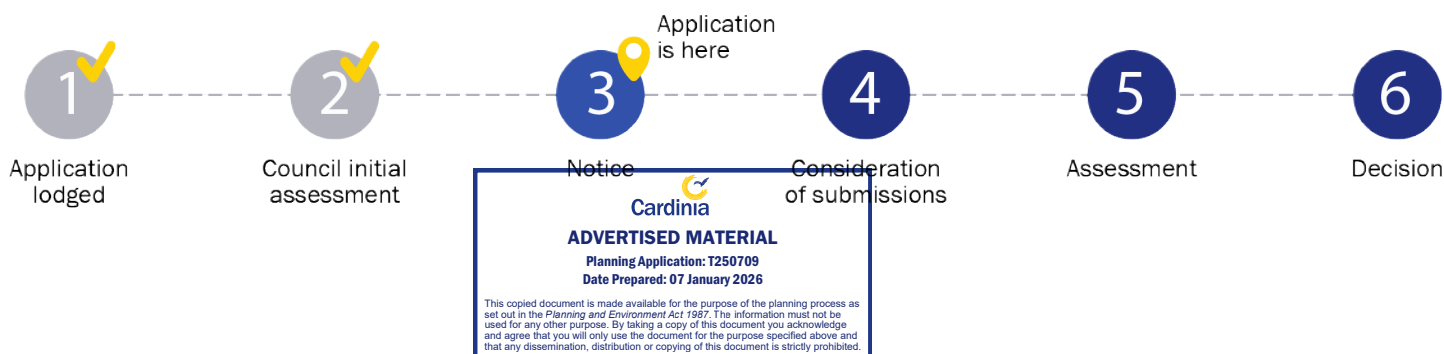 Application
is here
1
2
3
4
5
6
Application
lodged
Council initial
assessment
Notice
Consideration
of submissions
Assessment
Decision
Cardinia
ADVERTISED MATERIAL
Planning Application: T250709
Date Prepared: 07 January 2026
This copied document is made available for the purpose of the planning process as
set out in the Planning and Environment Act 1987. The information must not be
used for any other purpose. By taking a copy of this document you acknowledge
and agree that you will only use the document for the purpose specified above and
that any dissemination, distribution or copying of this document is strictly prohibited.